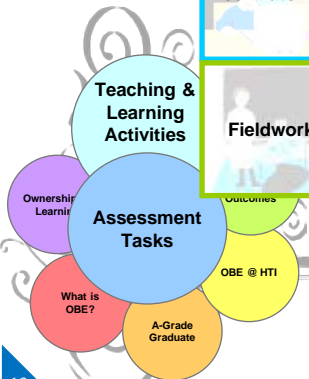 Teaching &
Learning
Activities
Fieldwork
Outcomes
Assessment
Tasks
OBE @ HTI
What is
OBE?
A-Grade
Graduate